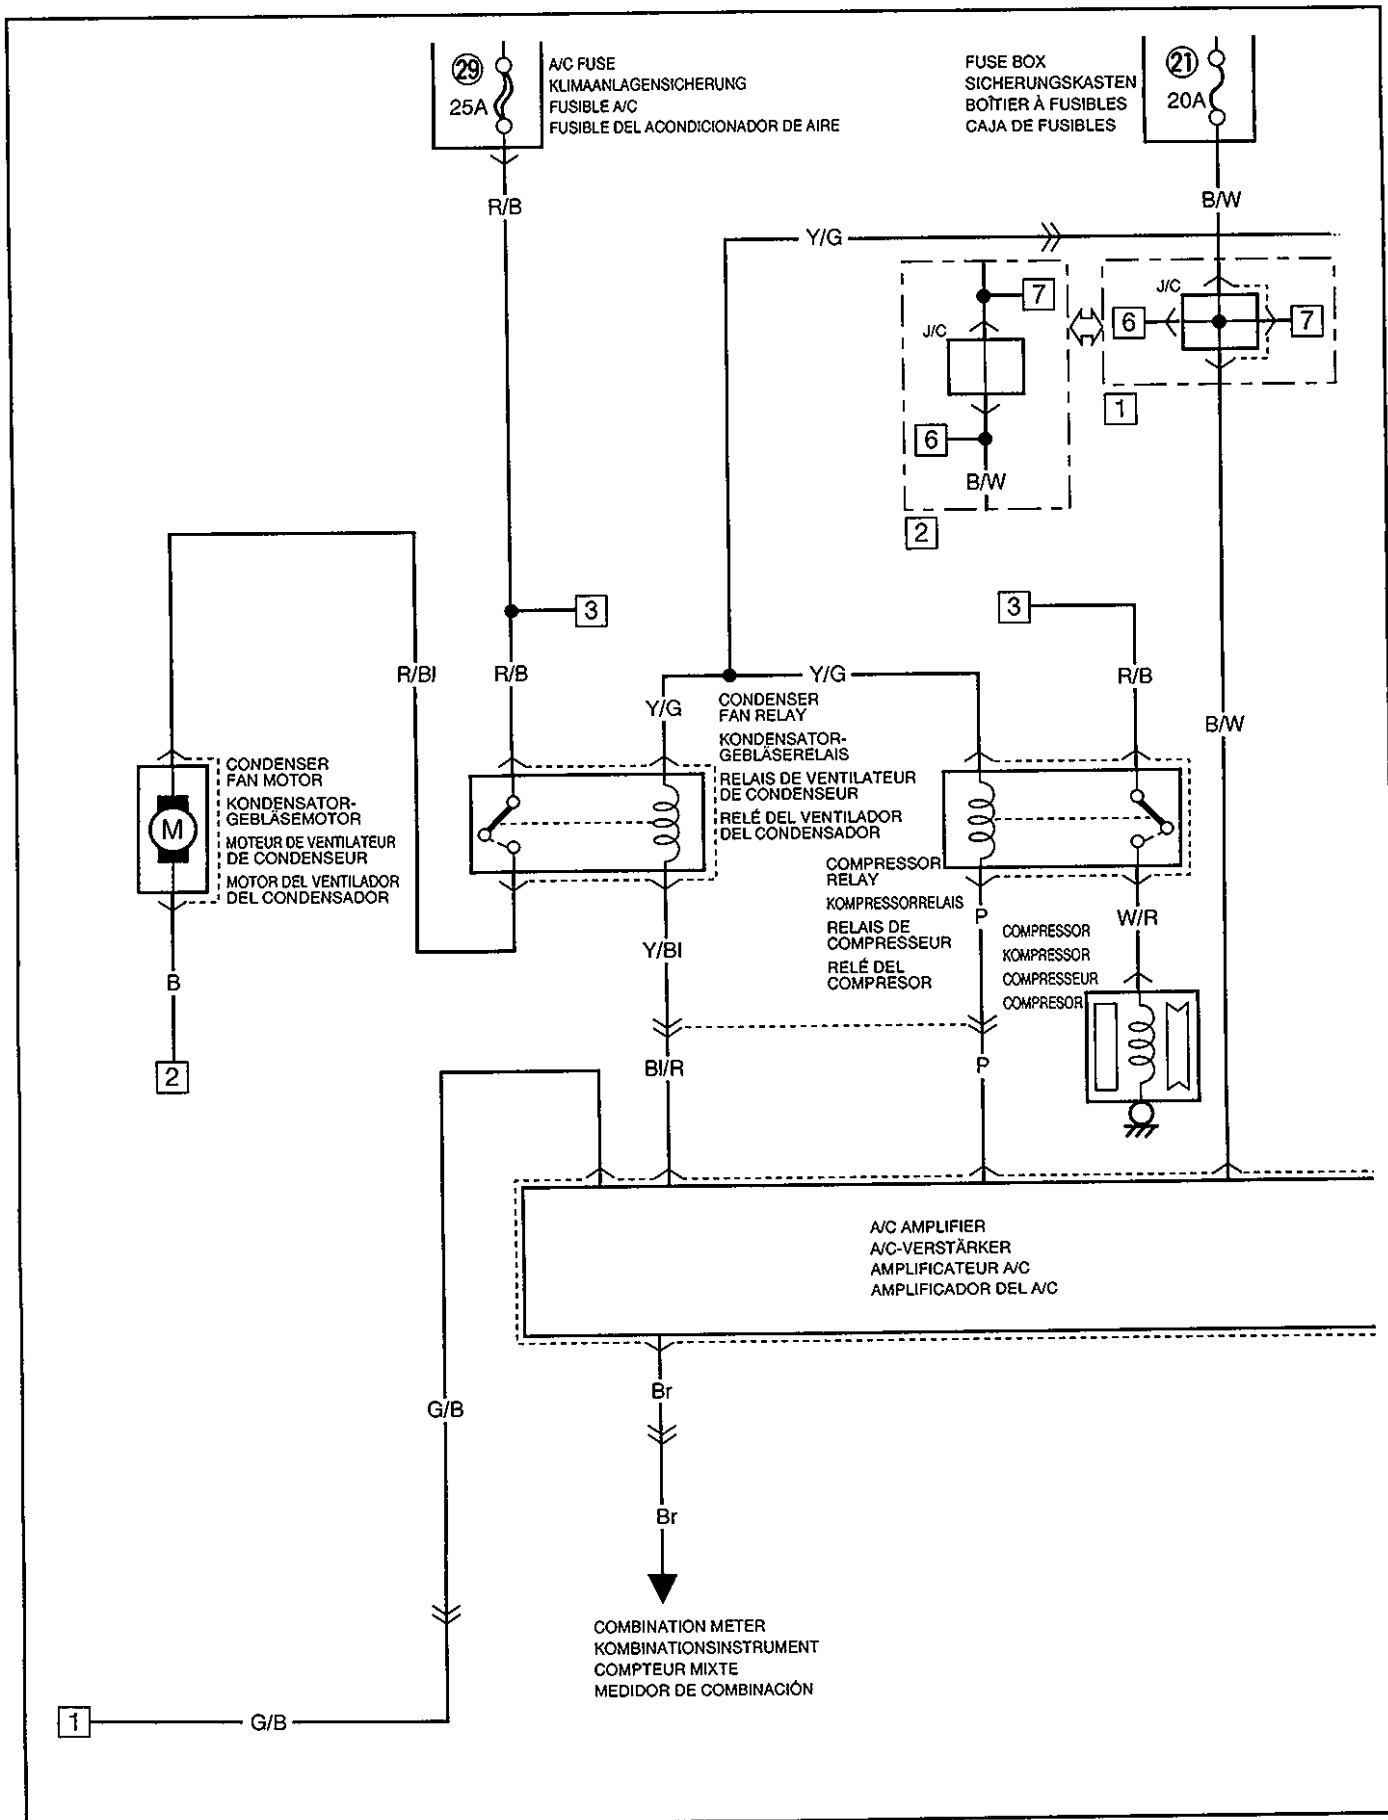 29
25A
A/C FUSE
KLIMAANLAGENSICHERUNG
FUSIBLE A/C
FUSIBLE DEL ACONDICIONADOR DE AIRE
FUSE BOX
SICHERUNGSKASTEN
BOÎTIER À FUSIBLES
CAJA DE FUSIBLES
21
20A
R/B
B/W
Y/G
7
J/C
6
B/W
2
J/C
6
7
1
3
3
R/Bl
R/B
Y/G
Y/G
R/B
B/W
CONDENSER
FAN RELAY
KONDENSATOR-
GEBLÄSERELAIS
RELAIS DE VENTILATEUR
DE CONDENSEUR
RELÉ DEL VENTILADOR
DEL CONDENSADOR
M
CONDENSER
FAN MOTOR
KONDENSATOR-
GEBLÄSEMOTOR
MOTEUR DE VENTILATEUR
DE CONDENSEUR
MOTOR DEL VENTILADOR
DEL CONDENSADOR
COMPRESSOR
RELAY
KOMPRESSORRELAIS
RELAIS DE
COMPRESSEUR
RELÉ DEL
COMPRESOR
P
W/R
COMPRESSOR
KOMPRESSOR
COMPRESSEUR
COMPRESOR
B
Y/Bl
2
Bl/R
P
A/C AMPLIFIER
A/C-VERSTÄRKER
AMPLIFICATEUR A/C
AMPLIFICADOR DEL A/C
Br
G/B
Br
COMBINATION METER
KOMBINATIONSINSTRUMENT
COMPTEUR MIXTE
MEDIDOR DE COMBINACIÓN
1
G/B